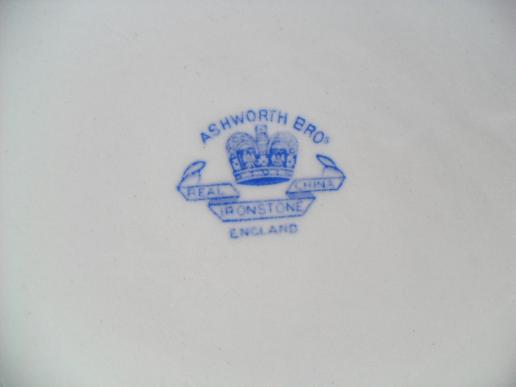 ASHWORTH BROS
REAL IRONSTONE CHINA
ENGLAND